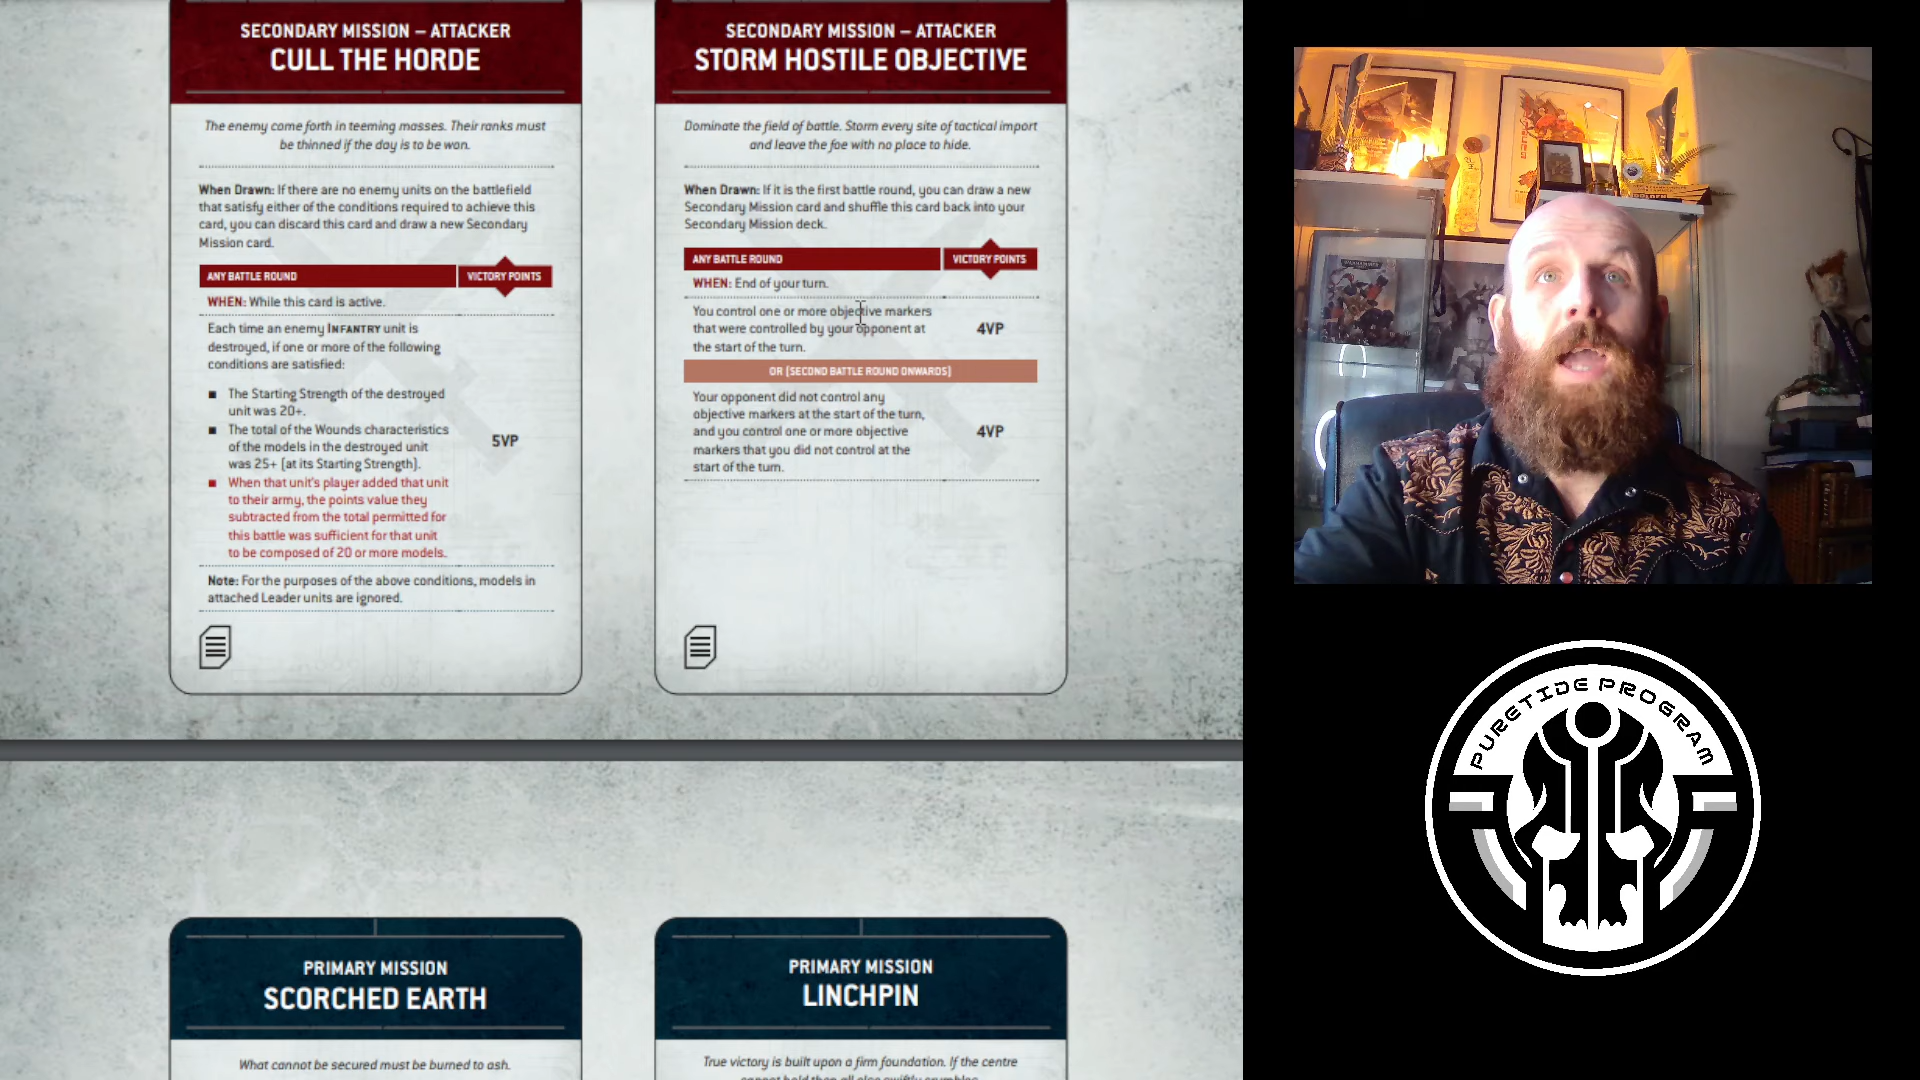 SECONDARY MISSION – ATTACKER
CULL THE HORDE
The enemy come forth in teeming masses. Their ranks must
be thinned if the day is to be won.
When Drawn: If there are no enemy units on the battlefield
that satisfy either of the conditions required to achieve this
card, you can discard this card and draw a new Secondary
Mission card.
ANY BATTLE ROUND
VICTORY POINTS
WHEN: While this card is active.
Each time an enemy INFANTRY unit is
destroyed, if one or more of the following
conditions are satisfied:
■ The Starting Strength of the destroyed
unit was 20+.
■ The total of the Wounds characteristics
of the models in the destroyed unit
was 25+ (at its Starting Strength).
■ When that unit's player added that unit
to their army, the points value they
subtracted from the total permitted for
this battle was sufficient for that unit
to be composed of 20 or more models.
5VP
Note: For the purposes of the above conditions, models in
attached Leader units are ignored.
SECONDARY MISSION – ATTACKER
STORM HOSTILE OBJECTIVE
Dominate the field of battle. Storm every site of tactical import
and leave the foe with no place to hide.
When Drawn: If it is the first battle round, you can draw a new
Secondary Mission card and shuffle this card back into your
Secondary Mission deck.
ANY BATTLE ROUND
VICTORY POINTS
WHEN: End of your turn.
You control one or more objective markers
that were controlled by your opponent at
the start of the turn.
4VP
OR (SECOND BATTLE ROUND ONWARDS)
Your opponent did not control any
objective markers at the start of the turn,
and you control one or more objective
markers that you did not control at the
start of the turn.
4VP
PRIMARY MISSION
SCORCHED EARTH
What cannot be secured must be burned to ash.
PRIMARY MISSION
LINCHPIN
True victory is built upon a firm foundation. If the centre
PURETIDE PROGRAM